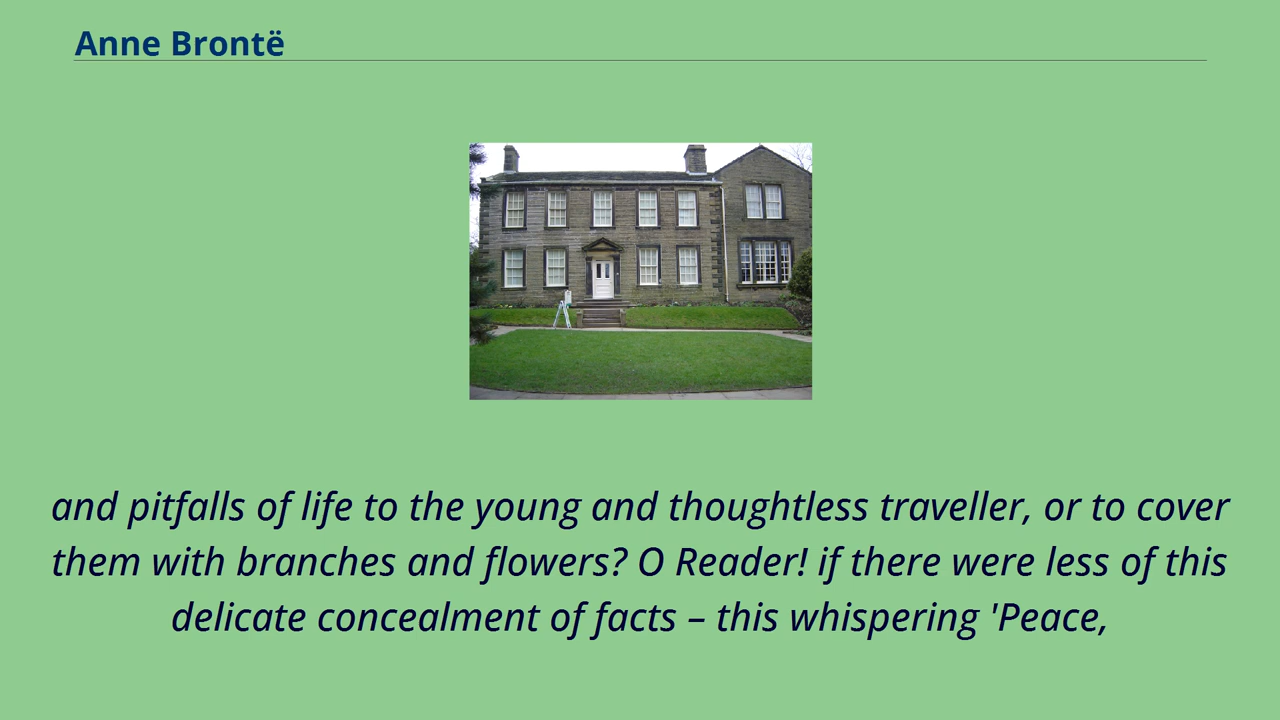 Anne Brontë
and pitfalls of life to the young and thoughtless traveller, or to cover
them with branches and flowers? O Reader! if there were less of this
delicate concealment of facts – this whispering 'Peace,